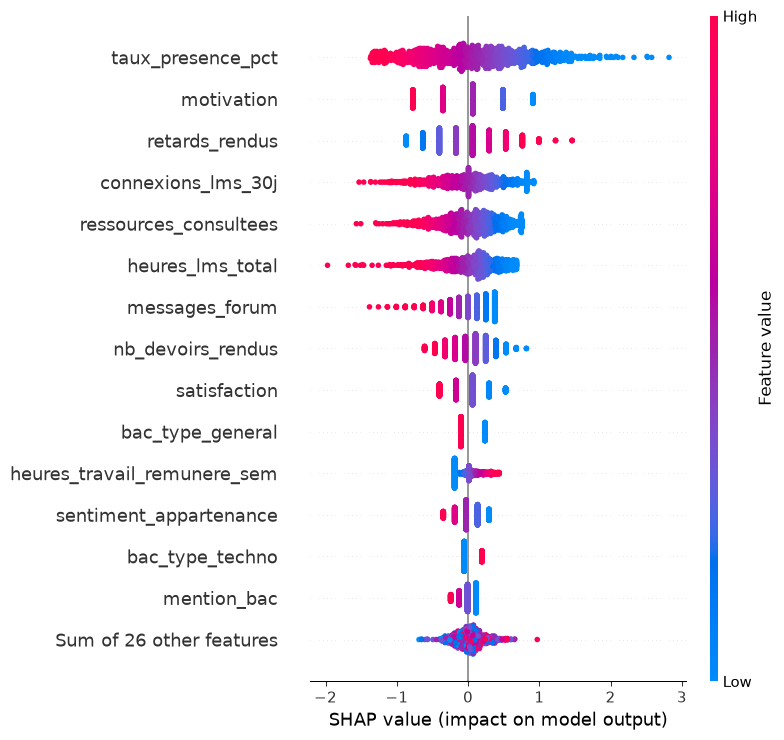 High
taux_presence_pct
motivation
retards_rendus
connexions_lms_30j
ressources_consultees
heures_lms_total
messages_forum
nb_devoirs_rendus
satisfaction
bac_type_general
heures_travail_remunere_sem
sentiment_appartenance
bac_type_techno
mention_bac
Sum of 26 other features
Feature value
Low
−2 −1 0 1 2 3
SHAP value (impact on model output)